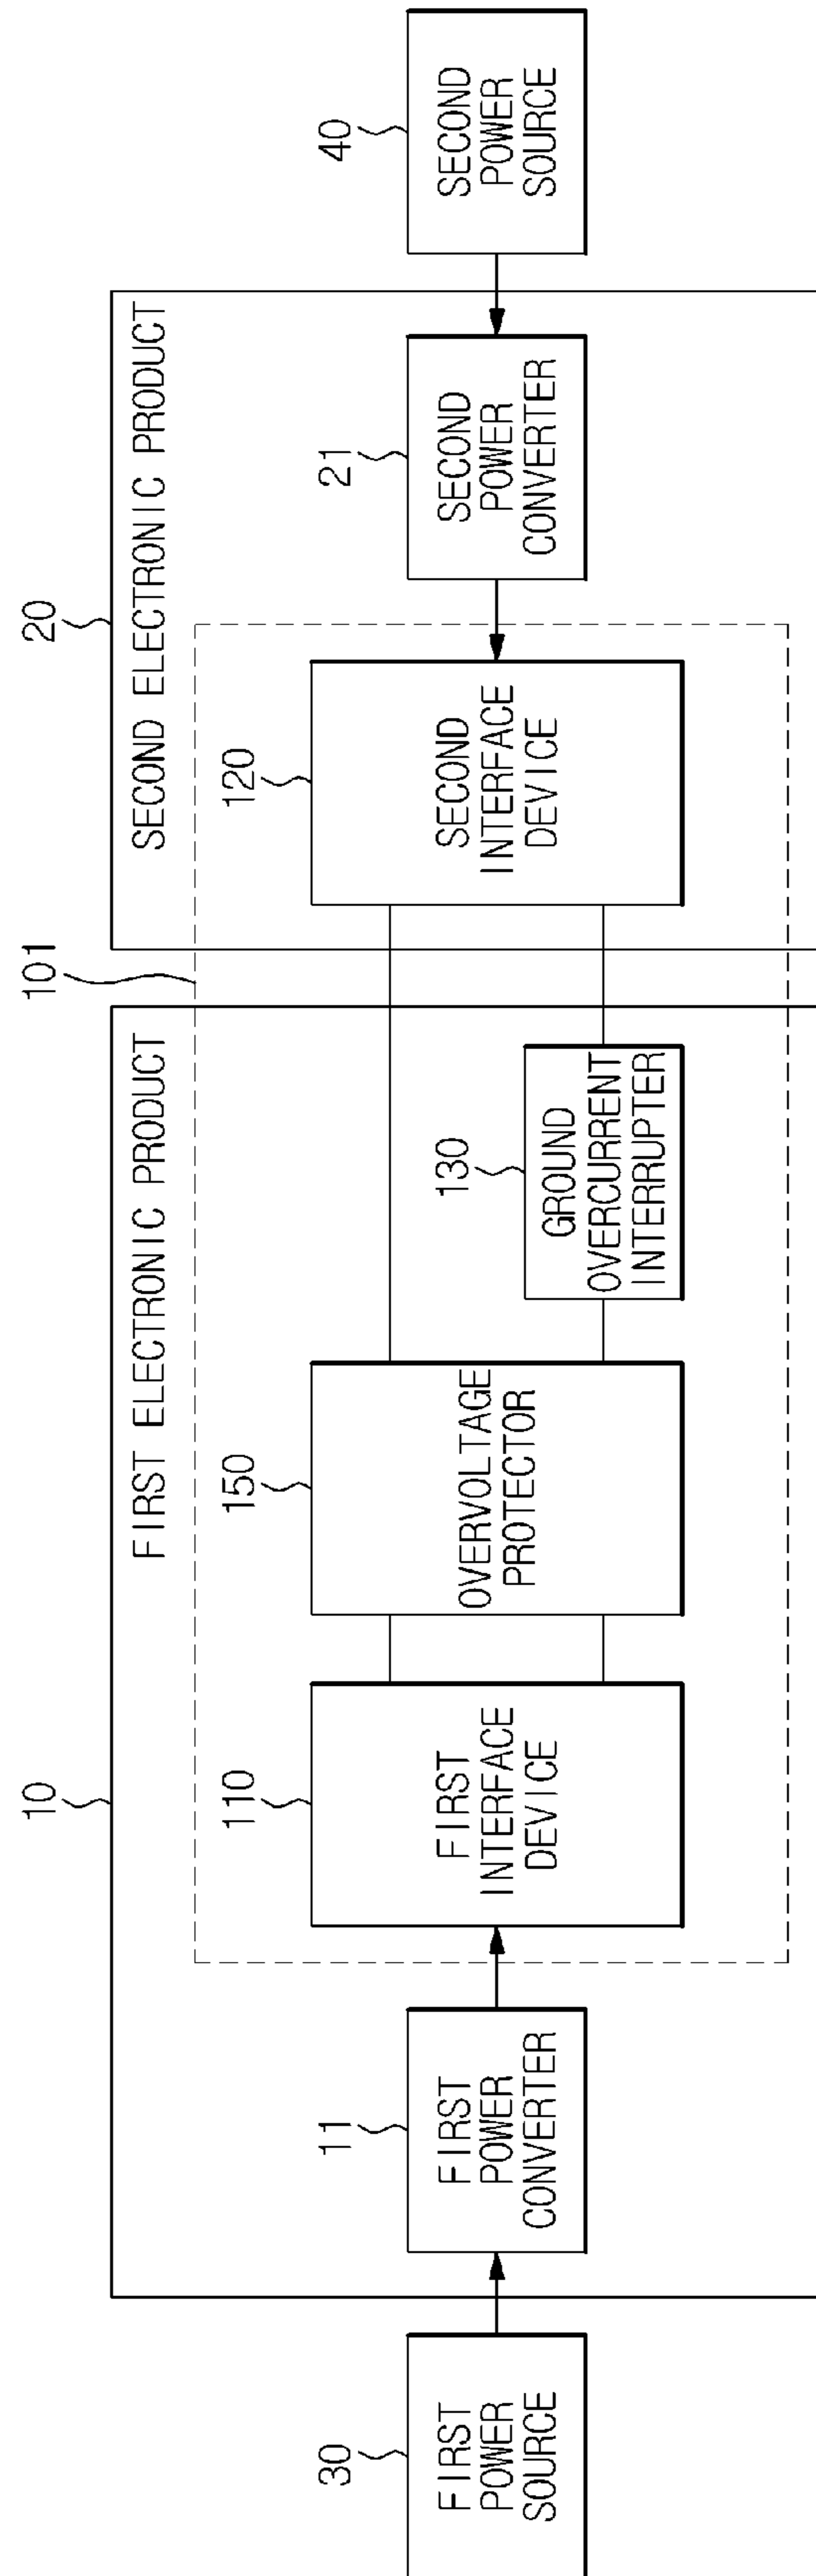 10
101
20
FIRST ELECTRONIC PRODUCT
SECOND ELECTRONIC PRODUCT
30
FIRST
POWER
SOURCE
11
FIRST
POWER
CONVERTER
110
FIRST
INTERFACE
DEVICE
150
OVERVOLTAGE
PROTECTOR
130
GROUND
OVERCURRENT
INTERRUPTER
120
SECOND
INTERFACE
DEVICE
21
SECOND
POWER
CONVERTER
40
SECOND
POWER
SOURCE